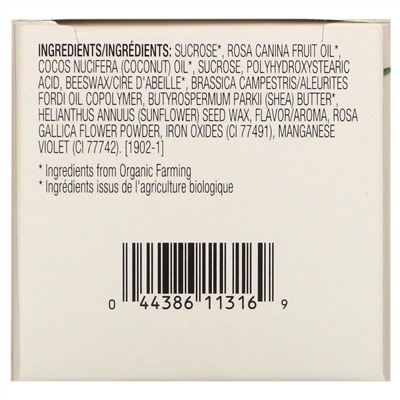 INGREDIENTS/INGRÉDIENTS: SUCROSE*, ROSA CANINA FRUIT OIL*,
COCOS NUCIFERA (COCONUT) OIL*, SUCROSE, POLYHYDROXYSTEARIC
ACID, BEESWAX/CIRE D'ABEILLE*, BRASSICA CAMPESTRIS/ALEURITES
FORDI OIL COPOLYMER, BUTYROSPERMUM PARKII (SHEA) BUTTER*,
HELIANTHUS ANNUUS (SUNFLOWER) SEED WAX, FLAVOR/AROMA, ROSA
GALLICA FLOWER POWDER, IRON OXIDES (CI 77491), MANGANESE
VIOLET (CI 77742). [1902-1]
* Ingredients from Organic Farming
* Ingrédients issus de l'agriculture biologique
0 44386 11316 9